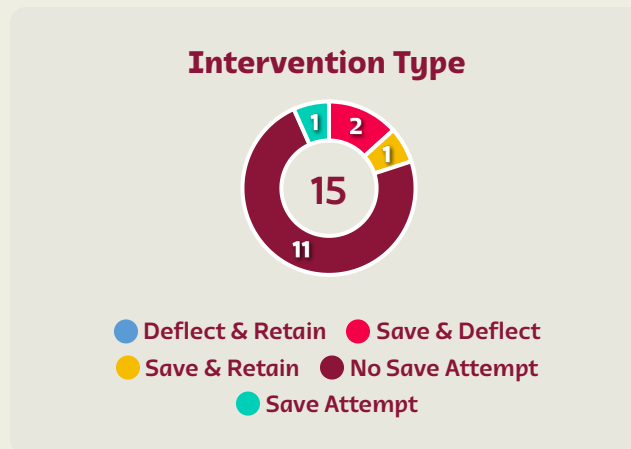 Intervention Type
1 2
1
15
11
Deflect & Retain Save & Deflect
Save & Retain No Save Attempt
Save Attempt